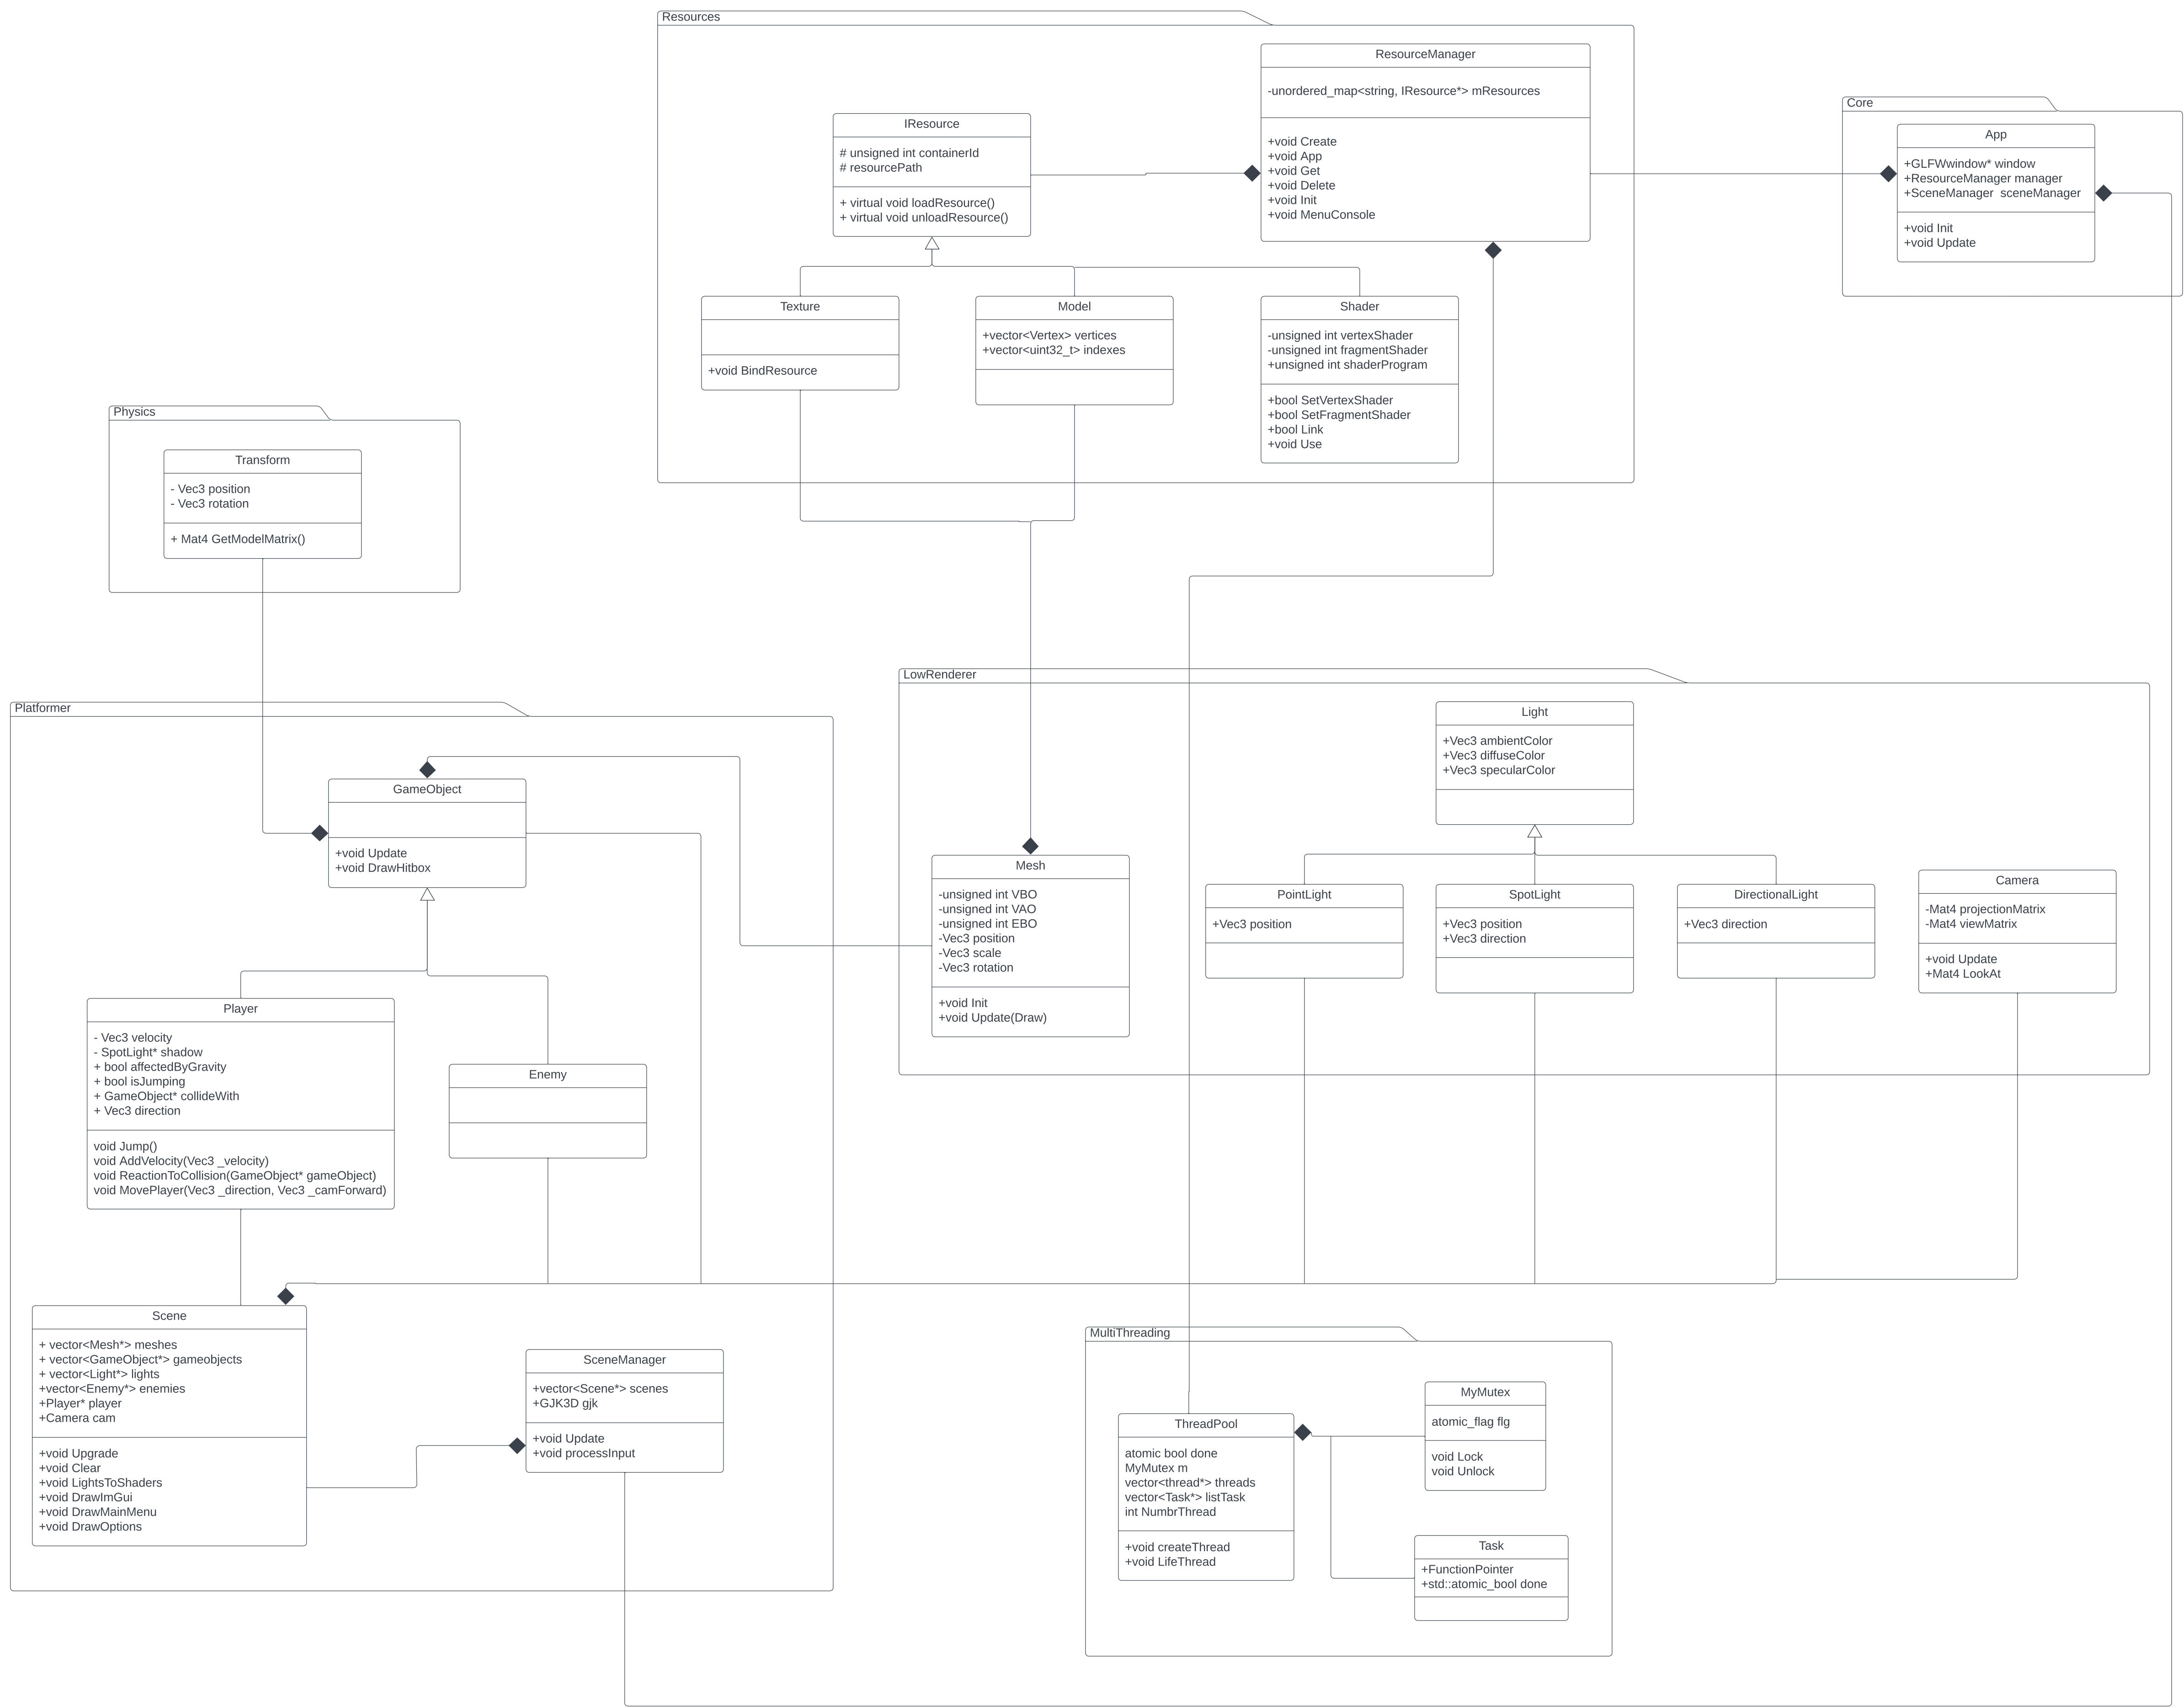 Resources
ResourceManager
-unordered_map<string, IResource*> mResources
+void Create
+void App
+void Get
+void Delete
+void Init
+void MenuConsole
IResource
# unsigned int containerId
# resourcePath
+ virtual void loadResource()
+ virtual void unloadResource()
Texture
+void BindResource
Model
+vector<Vertex> vertices
+vector<uint32_t> indexes
Shader
-unsigned int vertexShader
-unsigned int fragmentShader
+unsigned int shaderProgram
+bool SetVertexShader
+bool SetFragmentShader
+bool Link
+void Use
Core
App
+GLFWwindow* window
+ResourceManager manager
+SceneManager  sceneManager
+void Init
+void Update
Physics
Transform
- Vec3 position
- Vec3 rotation
+ Mat4 GetModelMatrix()
Platformer
GameObject
+void Update
+void DrawHitbox
Player
- Vec3 velocity
- SpotLight* shadow
+ bool affectedByGravity
+ bool isJumping
+ GameObject* collideWith
+ Vec3 direction
void Jump()
void AddVelocity(Vec3 _velocity)
void ReactionToCollision(GameObject* gameObject)
void MovePlayer(Vec3 _direction, Vec3 _camForward)
Enemy
Scene
+ vector<Mesh*> meshes
+ vector<GameObject*> gameobjects
+ vector<Light*> lights
+vector<Enemy*> enemies
+Player* player
+Camera cam
+void Upgrade
+void Clear
+void LightsToShaders
+void DrawImGui
+void DrawMainMenu
+void DrawOptions
SceneManager
+vector<Scene*> scenes
+GJK3D gjk
+void Update
+void processInput
LowRenderer
Light
+Vec3 ambientColor
+Vec3 diffuseColor
+Vec3 specularColor
Mesh
-unsigned int VBO
-unsigned int VAO
-unsigned int EBO
-Vec3 position
-Vec3 scale
-Vec3 rotation
+void Init
+void Update(Draw)
PointLight
+Vec3 position
SpotLight
+Vec3 position
+Vec3 direction
DirectionalLight
+Vec3 direction
Camera
-Mat4 projectionMatrix
-Mat4 viewMatrix
+void Update
+Mat4 LookAt
MultiThreading
ThreadPool
atomic bool done
MyMutex m
vector<thread*> threads
vector<Task*> listTask
int NumbrThread
+void createThread
+void LifeThread
MyMutex
atomic_flag flg
void Lock
void Unlock
Task
+FunctionPointer
+std::atomic_bool done